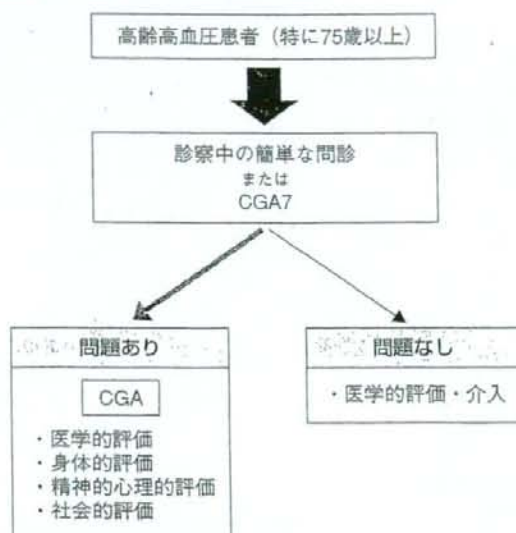 高齢高血圧患者（特に75歳以上）
診察中の簡単な問診
または
CGA7
問題あり
CGA
・医学的評価
・身体的評価
・精神的心理的評価
・社会的評価
問題なし
・医学的評価・介入